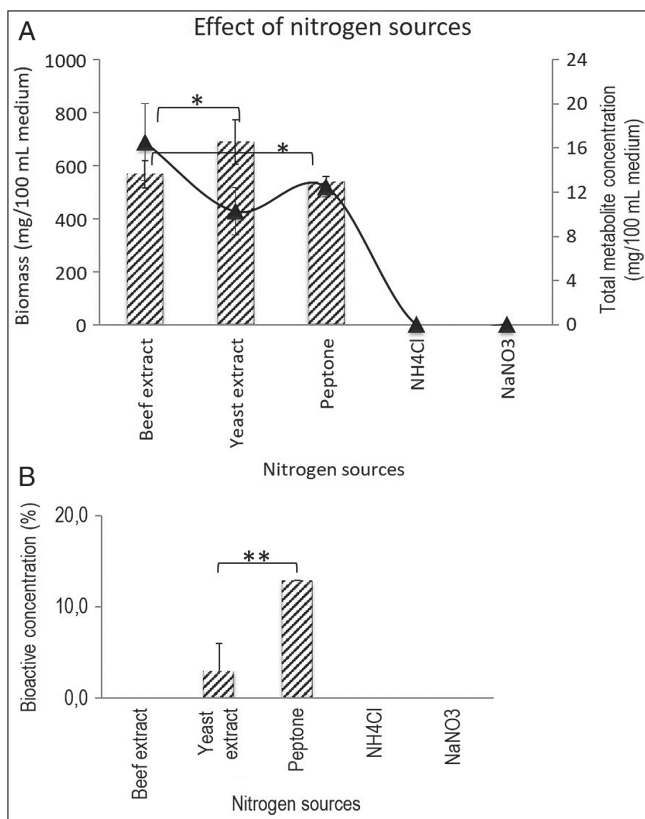 A
Effect of nitrogen sources
Biomass (mg/100 mL medium)
1000
800
600
400
200
0
*
*
24
20
16
12
8
4
0
Total metabolite concentration
(mg/100 mL medium)
Beef extract
Yeast extract
Peptone
NH4Cl
NaNO3
Nitrogen sources
B
Bioactive concentration (%)
20,0
10,0
0,0
**
Beef extract
Yeast
extract
Peptone
NH4Cl
NaNO3
Nitrogen sources